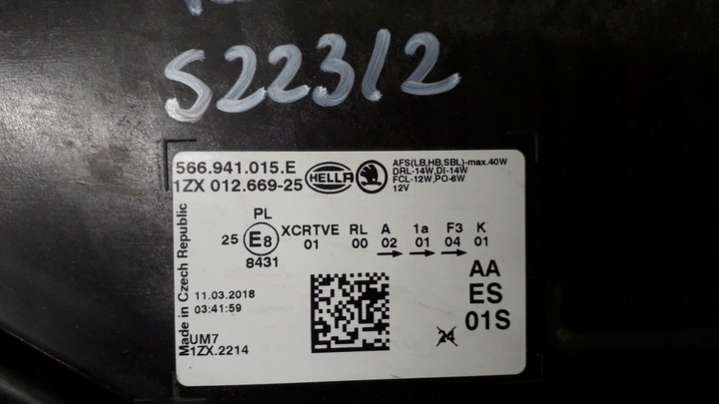 S22312
566.941.015.E
1ZX 012.669-25
HELLA
AFS(LB,HB,SBL)-max.40W
DRL-14W,DI-14W
FCL-12W,PO-6W
12V
Made in Czech Republic
PL
25 E8 XCRTVE RL A 1a F3 K
01 00 02 01 04 01
8431
11.03.2018
03:41:59
AA
ES
01S
24
UM7
1ZX.2214